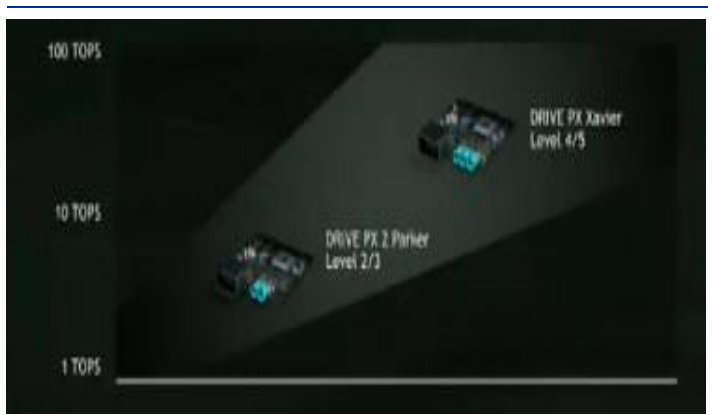 100 TOPS
DRIVE PX Xavier
Level 4/5
10 TOPS
DRIVE PX 2 Parker
Level 2/3
1 TOPS